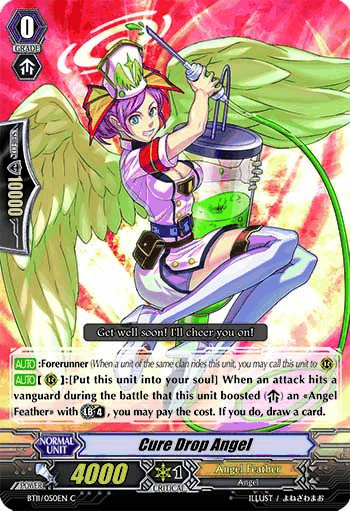 0
GRADE
SHIELD
10000
Get well soon! I'll cheer you on!
AUTO :Forerunner (When a unit of the same clan rides this unit, you may call this unit to R)
AUTO [ R ]:[Put this unit into your soul] When an attack hits a
vanguard during the battle that this unit boosted ( ) an «Angel
Feather» with LB 4 , you may pay the cost. If you do, draw a card.
NORMAL
UNIT
Cure Drop Angel
POWER
4000
1
CRITICAL
Angel Feather
Angel
BT11/050EN C
ILLUST / よねざわまお